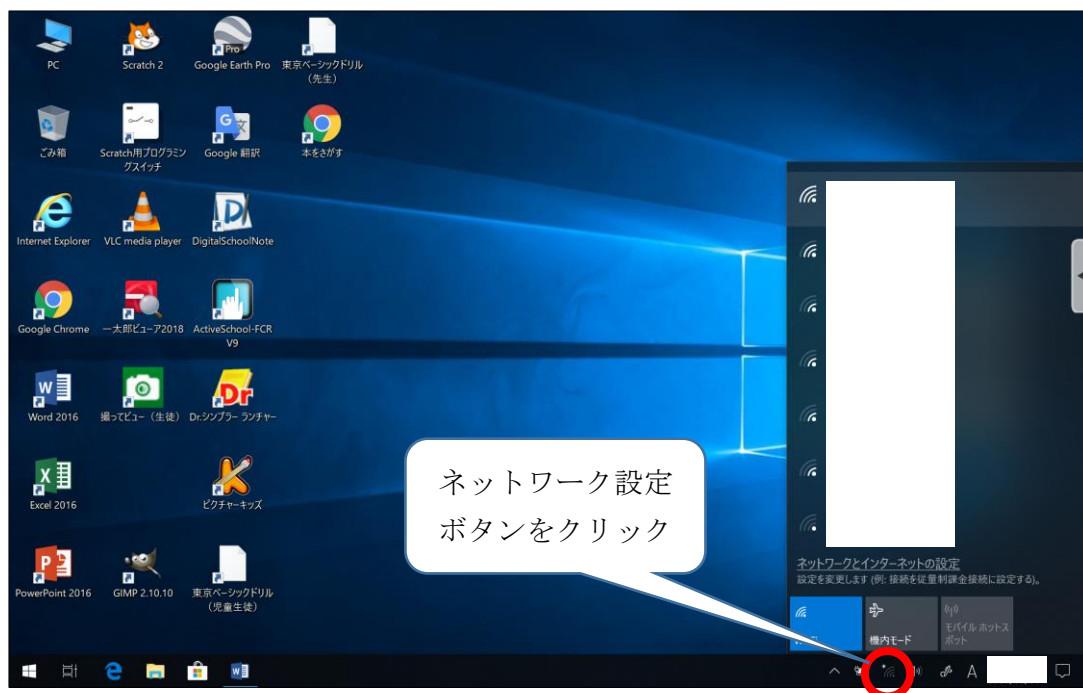 PC
Scratch 2
Pro
Google Earth Pro
東京ベーシックドリル
（先生）
ごみ箱
Scratch用プログラミン
グスイッチ
G
Google 翻訳
本をさがす
Internet Explorer
VLC media player
DigitalSchoolNote
Google Chrome
一太郎ビューア2018
ActiveSchool-FCR
V9
W
Word 2016
撮ってビュー（生徒）
Dr
Dr.シンプラー ランチャー
X
Excel 2016
ピクチャーキッズ
P
PowerPoint 2016
GIMP 2.10.10
東京ベーシックドリル
（児童生徒）
ネットワーク設定
ボタンをクリック
ネットワークとインターネットの設定
設定を変更します (例: 接続を従量制課金接続に設定する)。
機内モード
モバイル ホットス
ポット
W
A